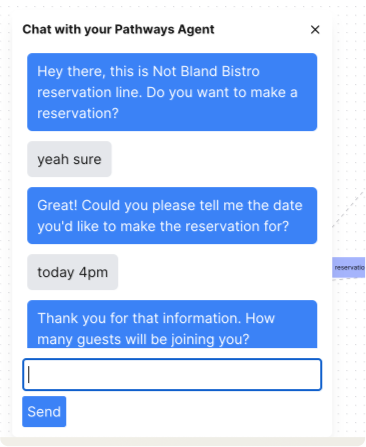 Chat with your Pathways Agent
Hey there, this is Not Bland Bistro
reservation line. Do you want to make a
reservation?
yeah sure
Great! Could you please tell me the date
you'd like to make the reservation for?
today 4pm
reservatio
Thank you for that information. How
many guests will be joining you?
Send